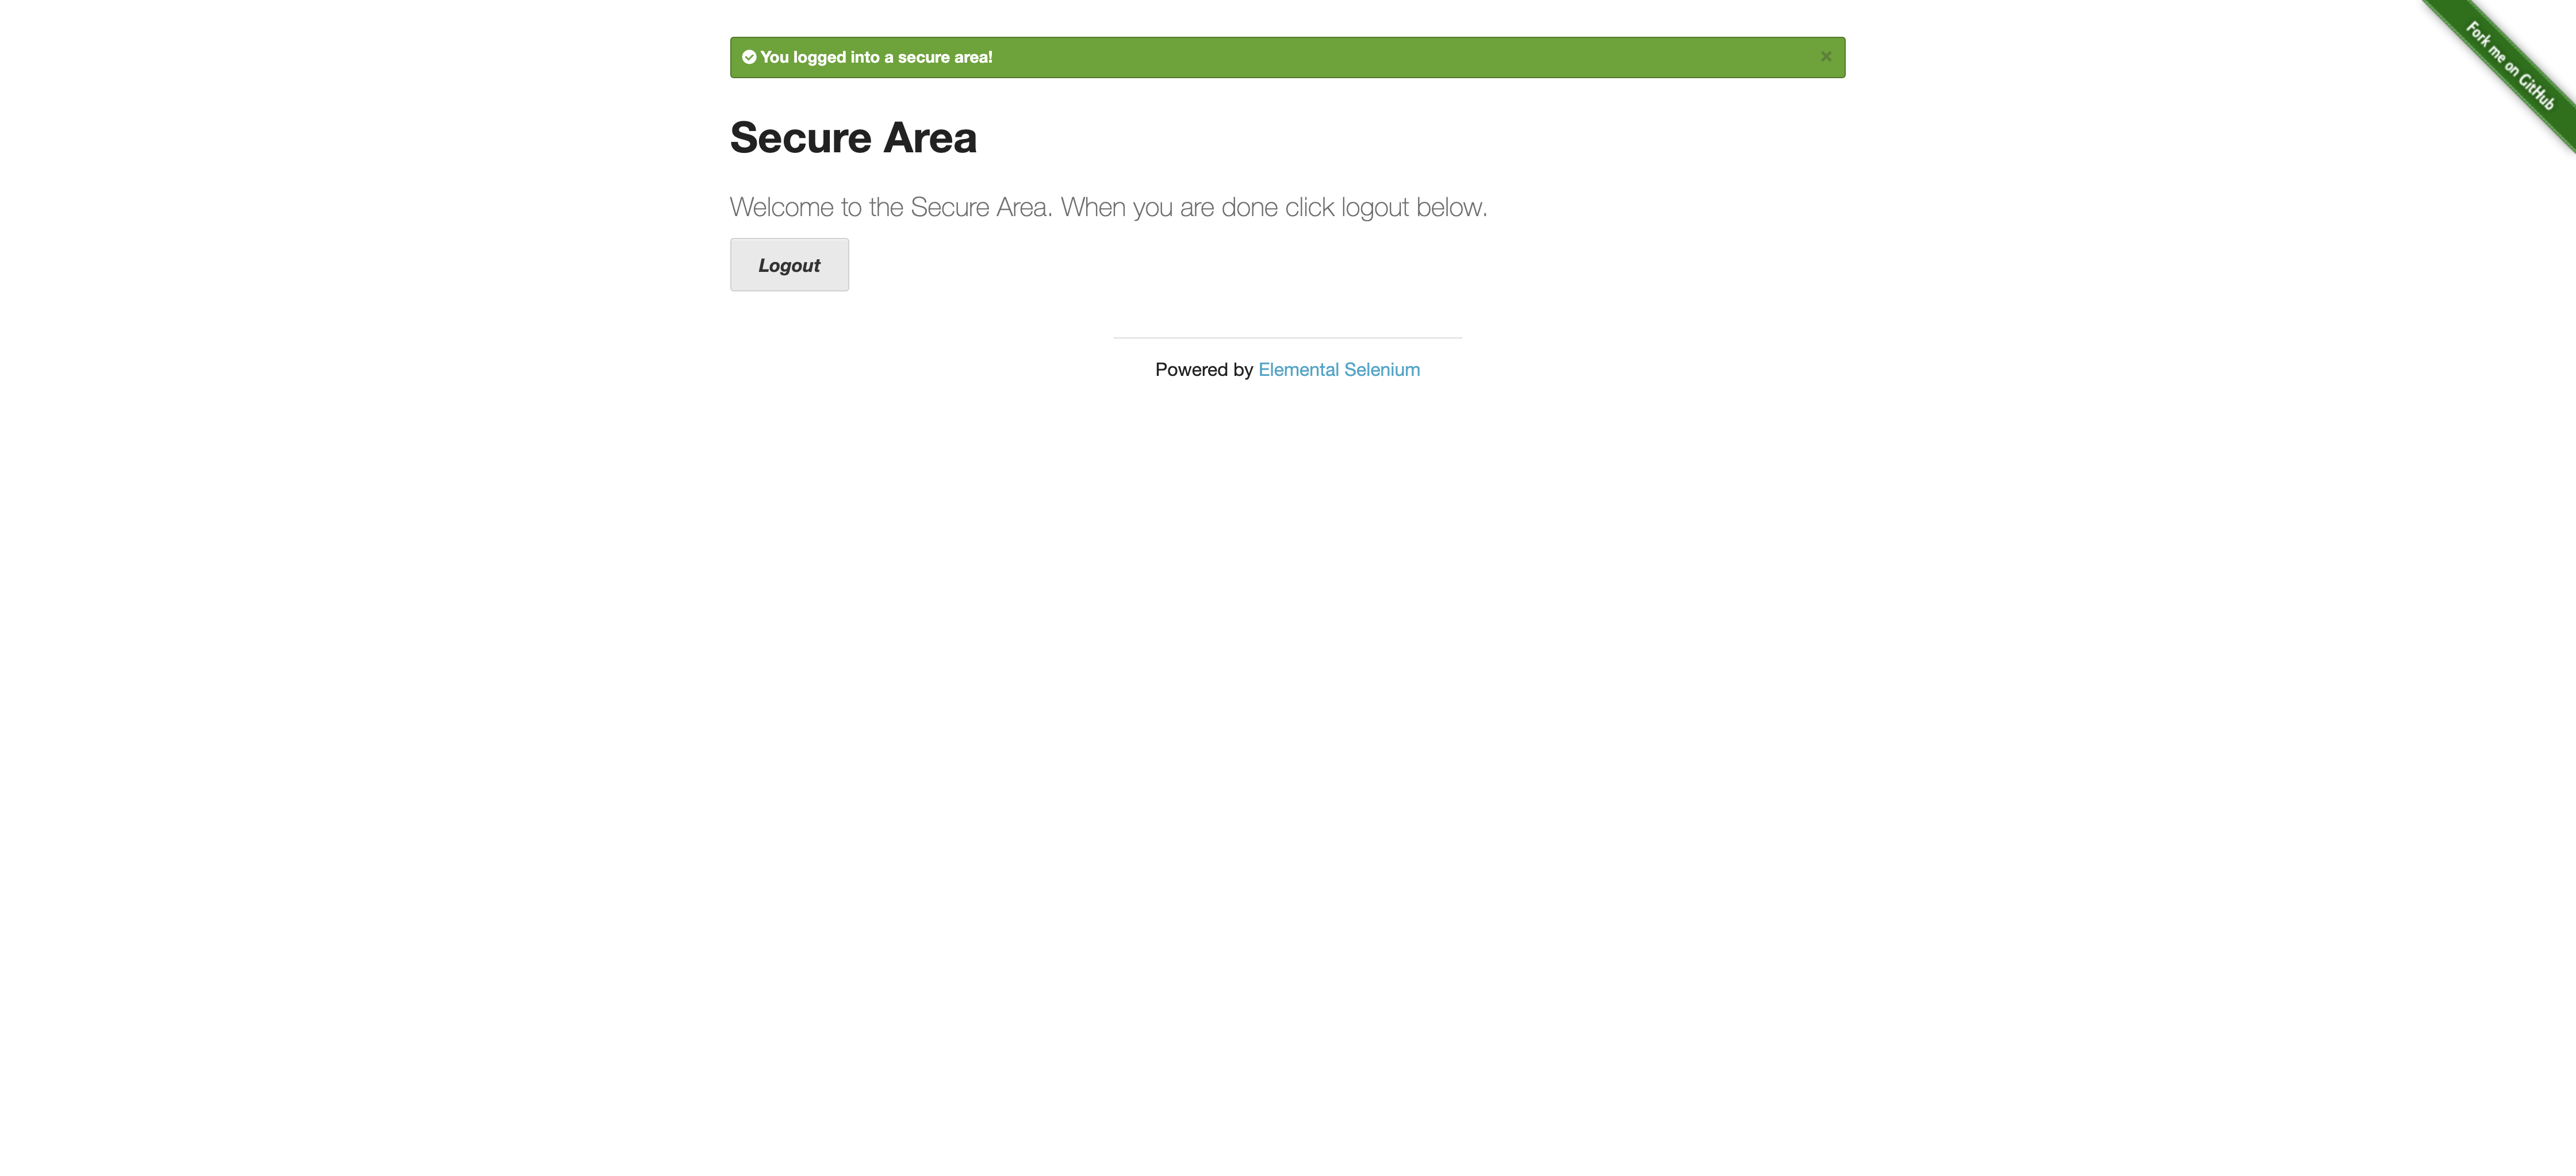 You logged into a secure area!
×
Fork me on GitHub
Secure Area
Welcome to the Secure Area. When you are done click logout below.
Logout
Powered by Elemental Selenium